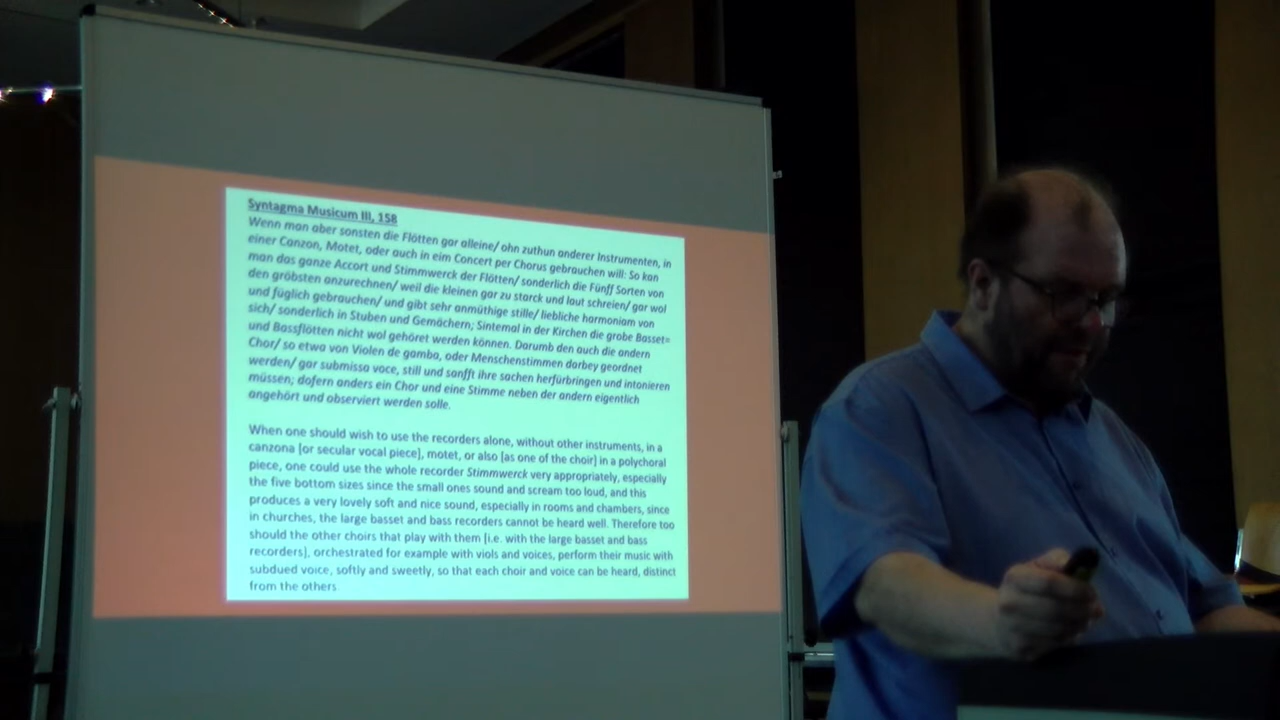 Syntagma Musicum III, 158
Wenn man aber sonsten die Flötten gar alleine/ ohn zuthun anderer Instrumenten, in
einer Canzon, Motet, oder auch in eim Concert per Chorus gebrauchen will: So kan
man das ganze Accort und Stimmwerck der Flötten/ sonderlich die Fünff Sorten von
den gröbsten anzurechnen/ weil die kleinen gar zu starck und laut schreien/ gar wol
und füglich gebrauchen/ und gibt sehr anmüthige stille/ liebliche harmoniam von
sich/ sonderlich in Stuben und Gemächern; Sintemal in der Kirchen die grobe Basset=
und Bassflötten nicht wol gehöret werden können. Darumb den auch die andern
Chor/ so etwa von Violen de gamba, oder Menschenstimmen darbey geordnet
werden/ gar submissa voce, still und sanfft ihre sachen herfürbringen und intonieren
müssen; dofern anders ein Chor und eine Stimme neben der andern eigentlich
angehört und observiert werden solle.
When one should wish to use the recorders alone, without other instruments, in a
canzona [or secular vocal piece], motet, or also [as one of the choir] in a polychoral
piece, one could use the whole recorder Stimmwerck very appropriately, especially
the five bottom sizes since the small ones sound and scream too loud, and this
produces a very lovely soft and nice sound, especially in rooms and chambers, since
in churches, the large basset and bass recorders cannot be heard well. Therefore too
should the other choirs that play with them [i.e. with the large basset and bass
recorders], orchestrated for example with viols and voices, perform their music with
subdued voice, softly and sweetly, so that each choir and voice can be heard, distinct
from the others.